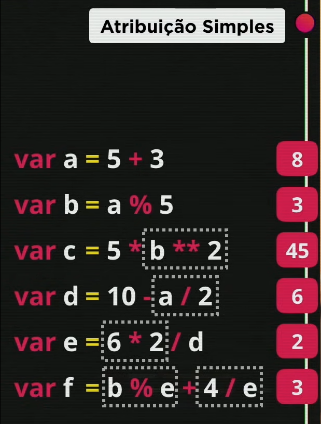 Atribuição Simples
var a = 5 + 3 8
var b = a % 5 3
var c = 5 * b ** 2 45
var d = 10 - a / 2 6
var e = 6 * 2 / d 2
var f = b % e + 4 / e 3